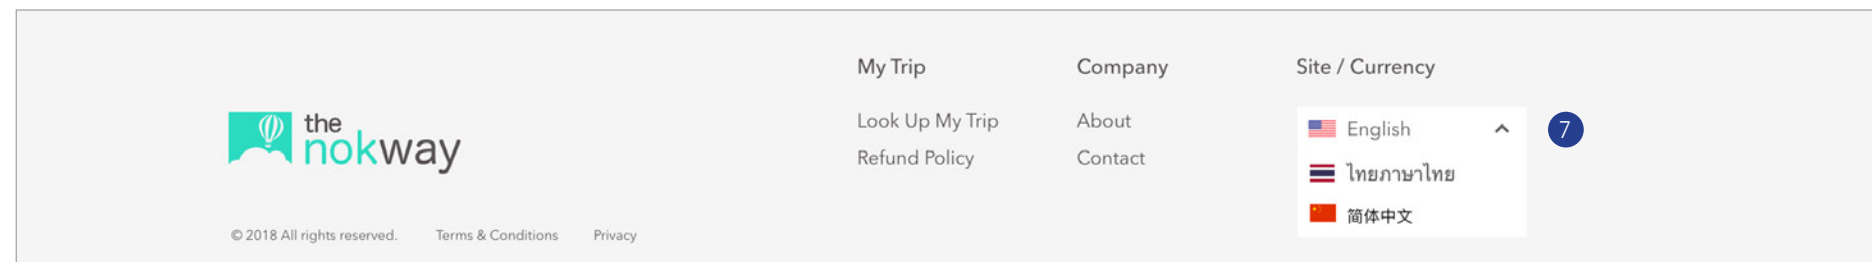 the
nokway
© 2018 All rights reserved. Terms & Conditions Privacy
My Trip
Look Up My Trip
Refund Policy
Company
About
Contact
Site / Currency
English
ไทยภาษาไทย
简体中文
7